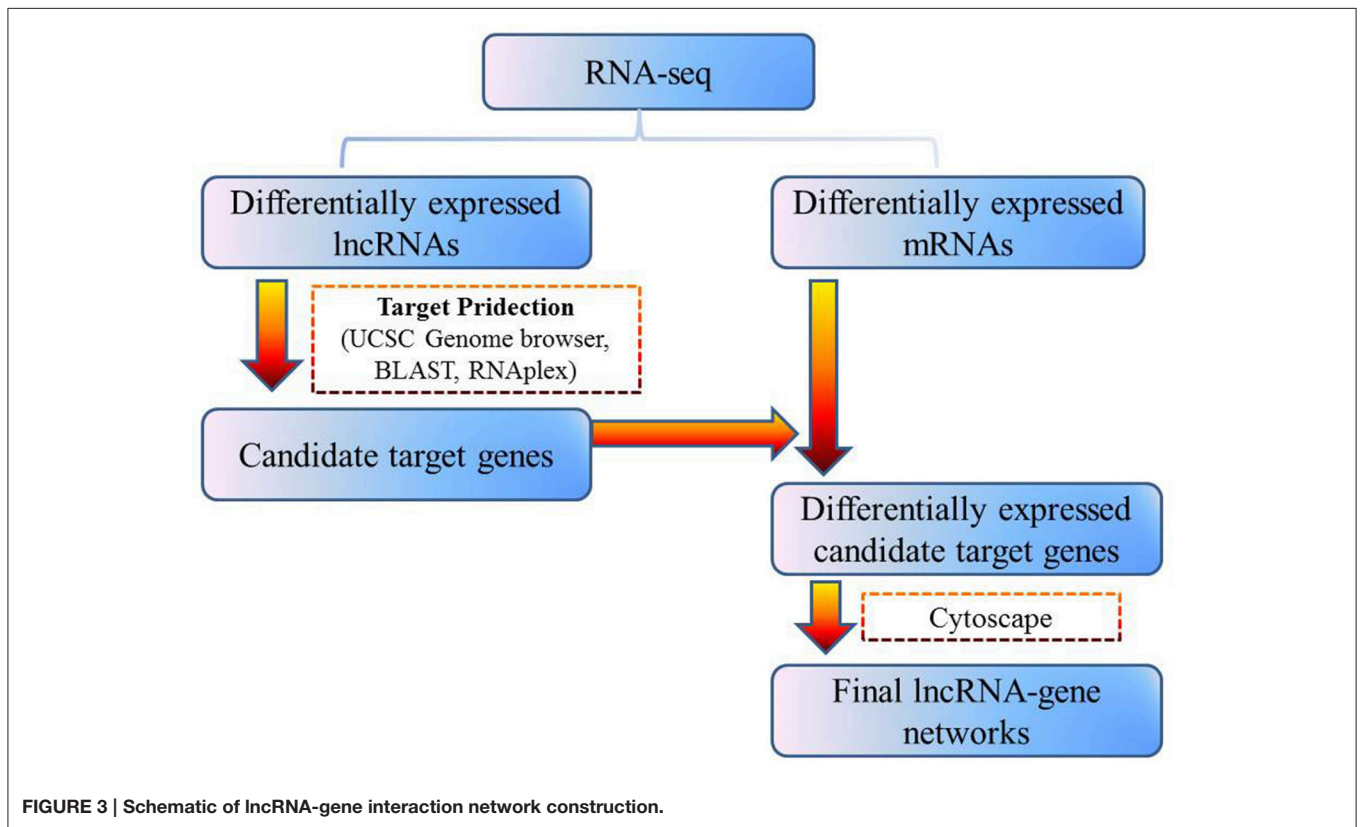 RNA-seq
Differentially expressed
lncRNAs
Differentially expressed
mRNAs
Target Pridection
(UCSC Genome browser,
BLAST, RNAplex)
Candidate target genes
Differentially expressed
candidate target genes
Cytoscape
Final lncRNA-gene
networks
FIGURE 3 | Schematic of lncRNA-gene interaction network construction.